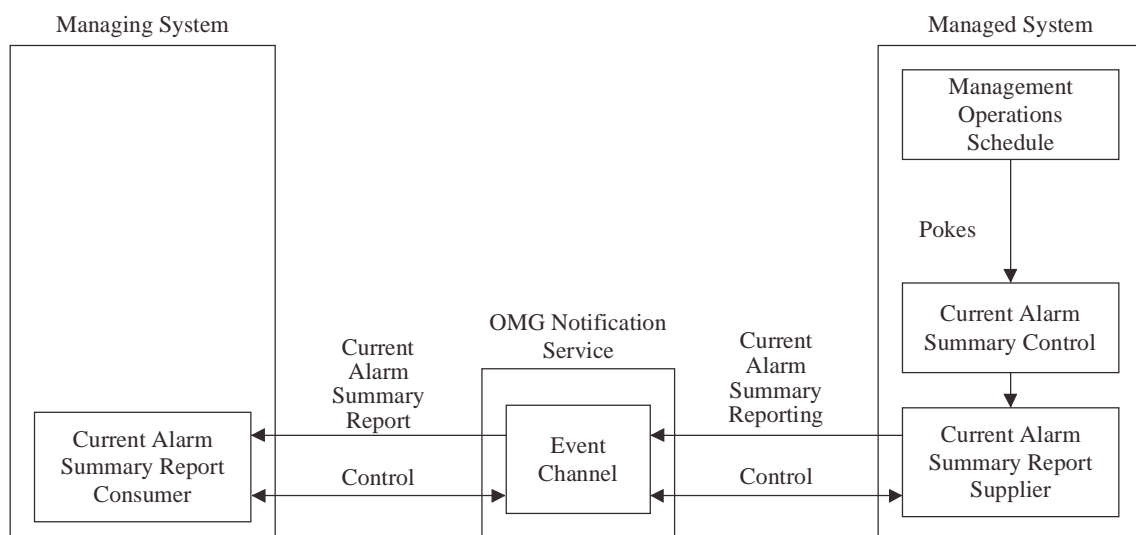 Managing System
Managed System
Management
Operations
Schedule
Pokes
Current Alarm
Summary Control
OMG Notification
Service
Current
Alarm
Summary
Report
Current
Alarm
Summary
Reporting
Current Alarm
Summary Report
Consumer
Event
Channel
Current Alarm
Summary Report
Supplier
Control
Control